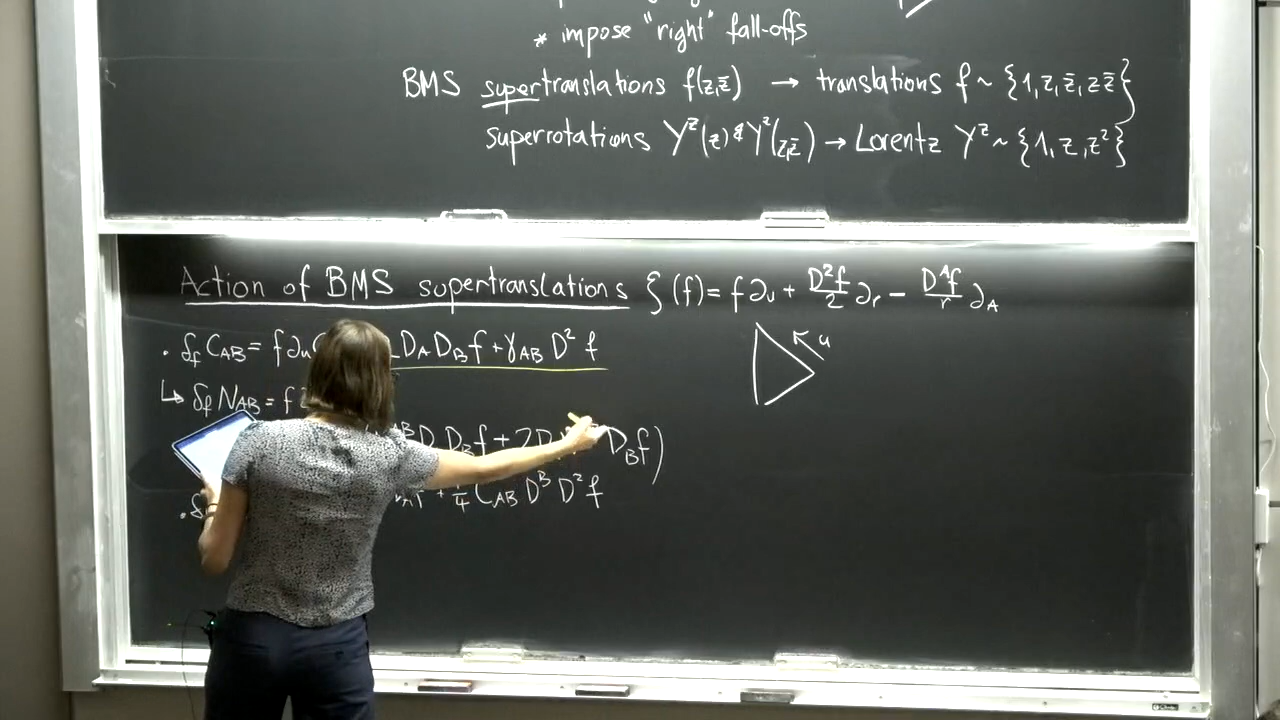 * impose "right" fall-offs
BMS supertranslations f(z,z̄) → translations f ~ {1, z, z̄, zz̄}
superrotations Y^z(z) & Y^z̄(z,z̄) → Lorentz Y^z ~ {1, z, z²}
Action of BMS supertranslations ξ(f) = f∂_u + D²f/2 ∂_r − D^A f/r ∂_A
· δ_f C_AB = f∂_u D_A D_B f + γ_AB D² f
u
↳ δ_f N_AB = f
D_B f + 2D D_B f)
· δ + 1/4 C_AB D^B D² f